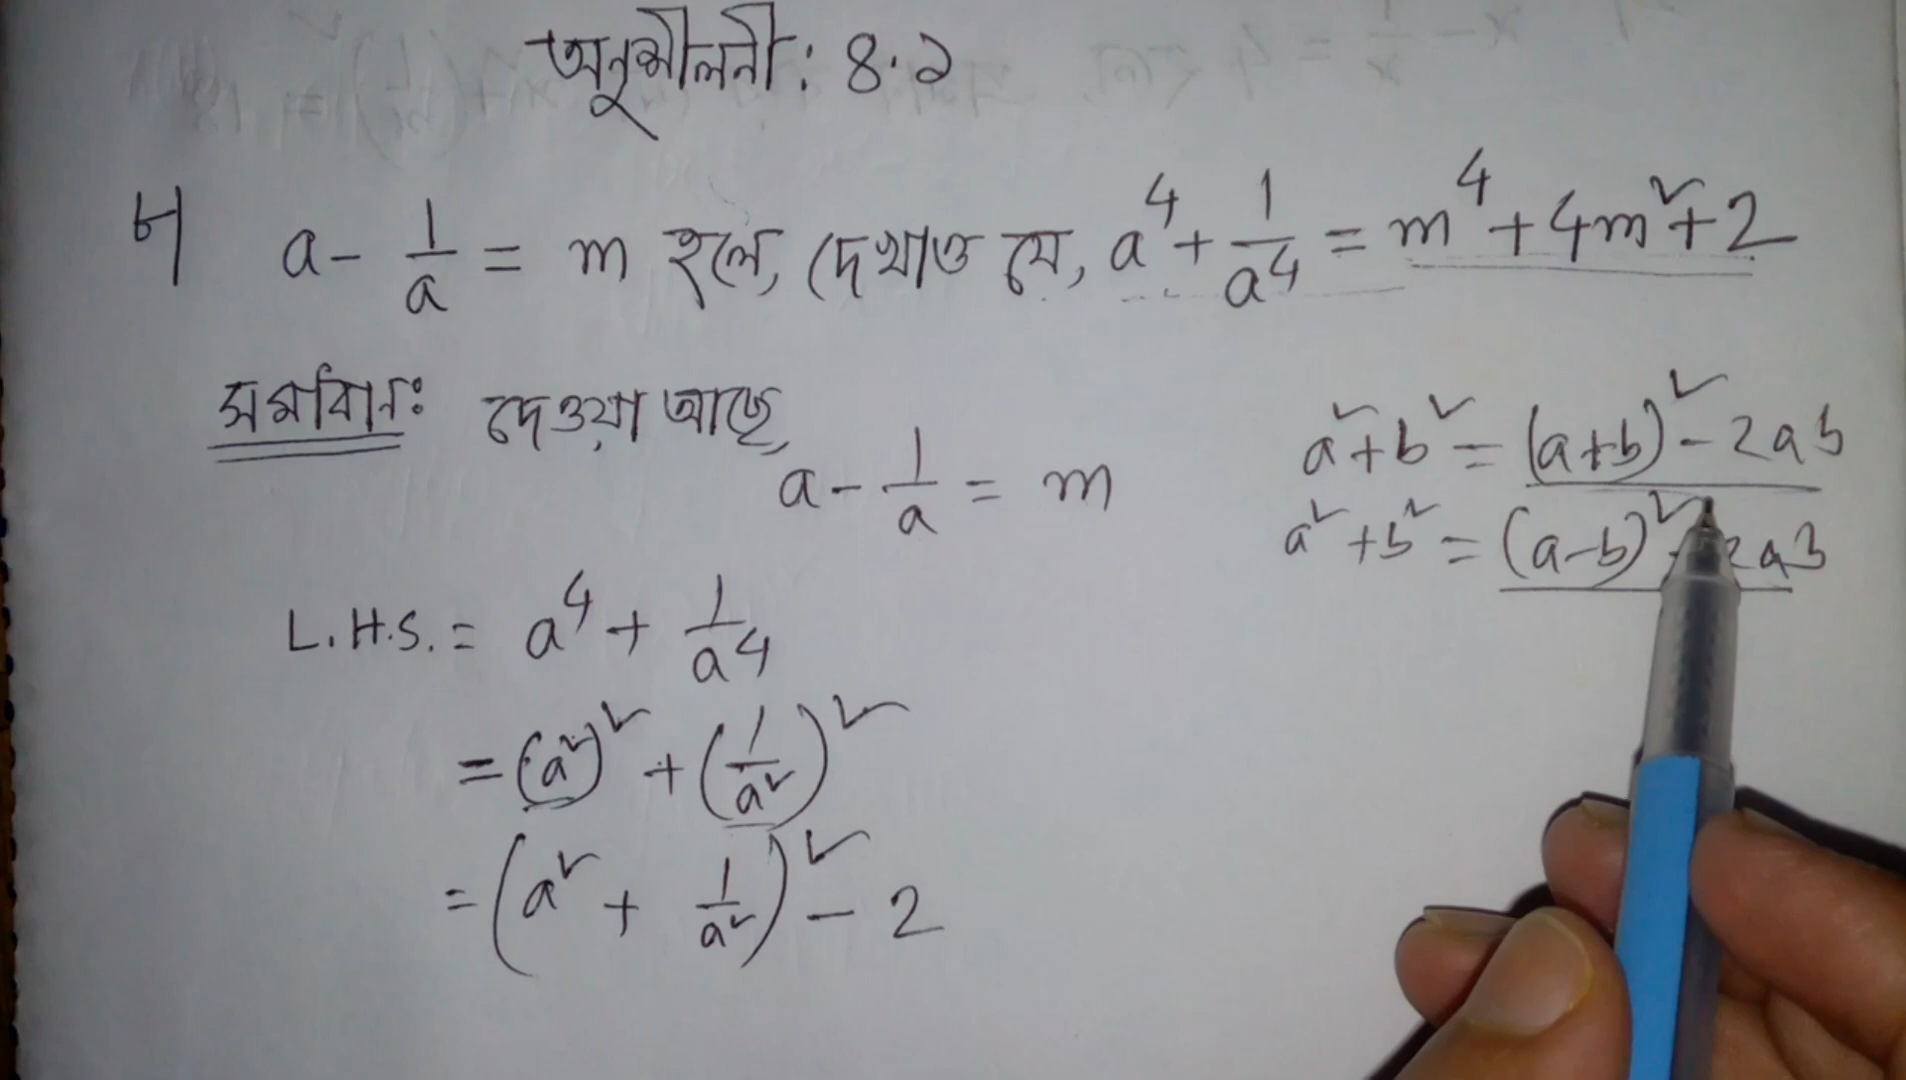 অনুশীলনী: ৪.১
৮| a - 1/a = m হলে, দেখাও যে, a⁴ + 1/a⁴ = m⁴ + 4m² + 2
সমাধানঃ দেওয়া আছে,
a - 1/a = m
a² + b² = (a+b)² - 2ab
a² + b² = (a-b)² 2ab
L.H.S. = a⁴ + 1/a⁴
= (a²)² + (1/a²)²
= (a² + 1/a²)² - 2